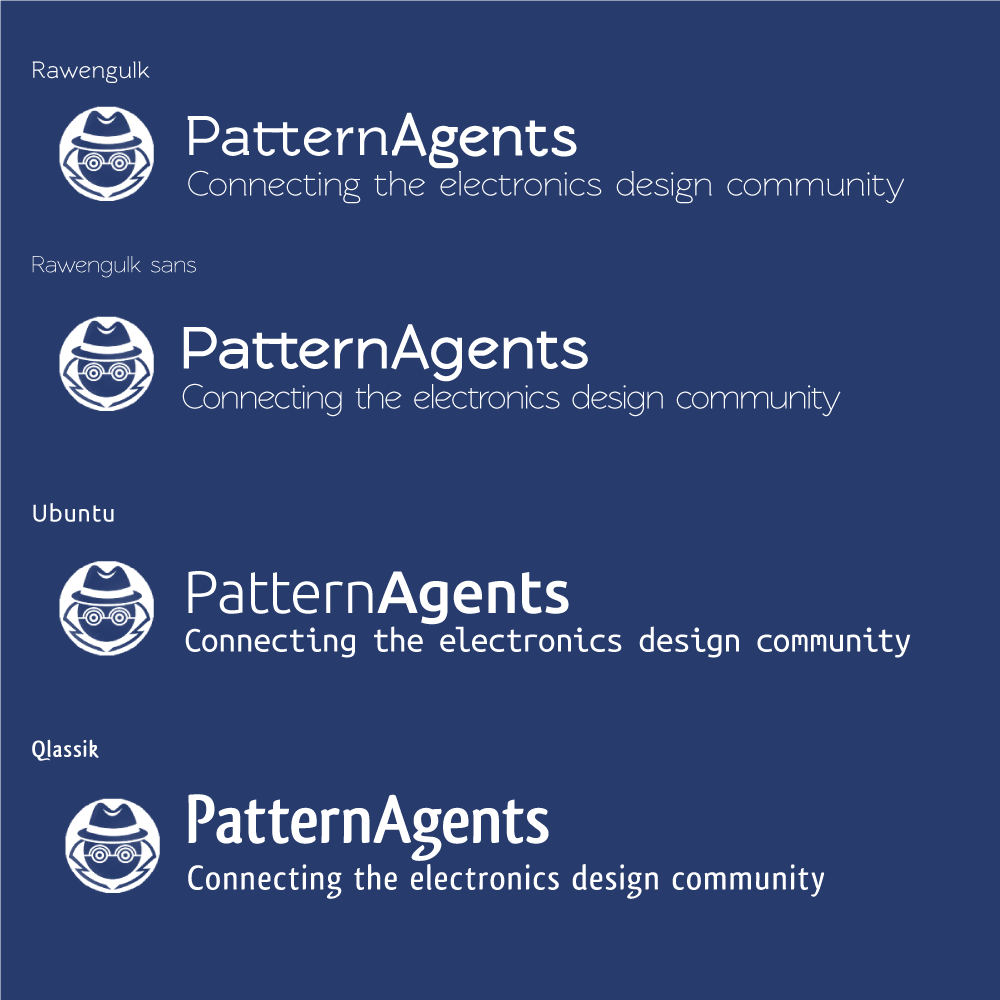 Rawengulk
PatternAgents
Connecting the electronics design community
Rawengulk sans
PatternAgents
Connecting the electronics design community
Ubuntu
PatternAgents
Connecting the electronics design community
Qlassik
PatternAgents
Connecting the electronics design community